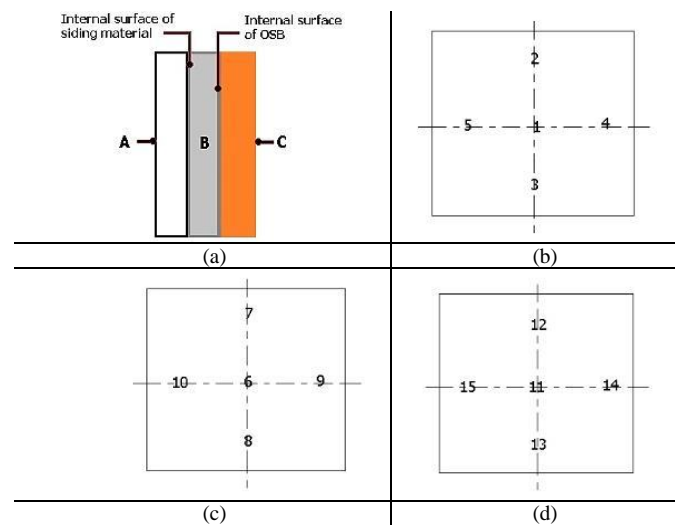 Internal surface of
siding material
Internal surface
of OSB
A
B
C
(a)
2
5
1
4
3
(b)
7
10
6
9
8
(c)
12
15
11
14
13
(d)